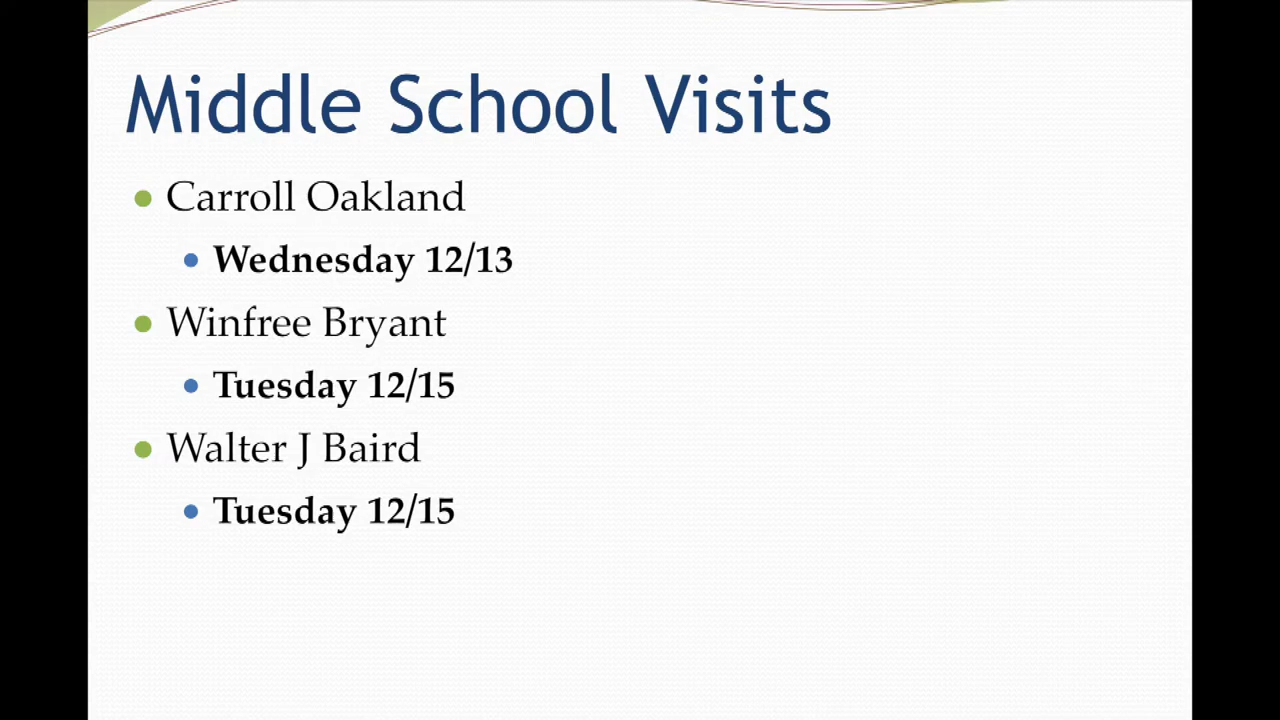 Middle School Visits
Carroll Oakland
Wednesday 12/13
Winfree Bryant
Tuesday 12/15
Walter J Baird
Tuesday 12/15